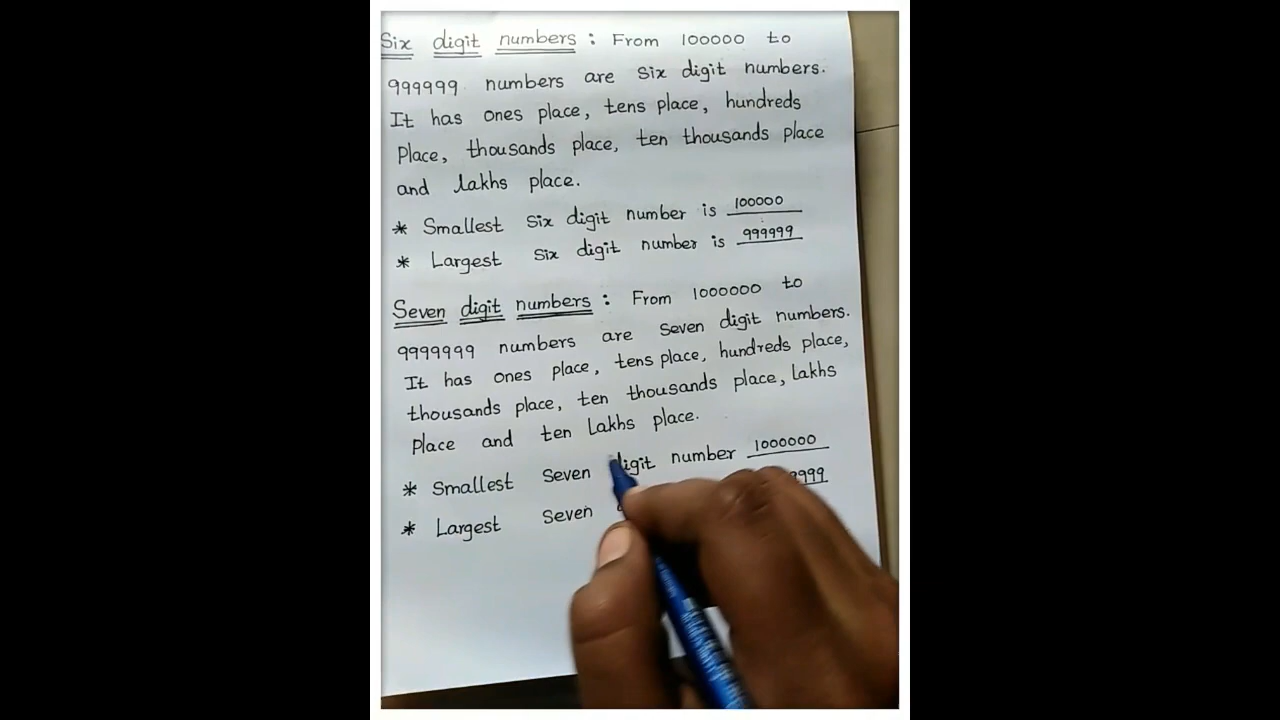 Six digit numbers : From 100000 to
999999 numbers are six digit numbers.
It has ones place, tens place, hundreds
Place, thousands place, ten thousands place
and lakhs place.
* Smallest six digit number is 100000
* Largest six digit number is 999999
Seven digit numbers : From 1000000 to
9999999 numbers are seven digit numbers.
It has ones place, tens place, hundreds place,
thousands place, ten thousands place, lakhs
Place and ten Lakhs place.
* Smallest Seven digit number 1000000
* Largest Seven